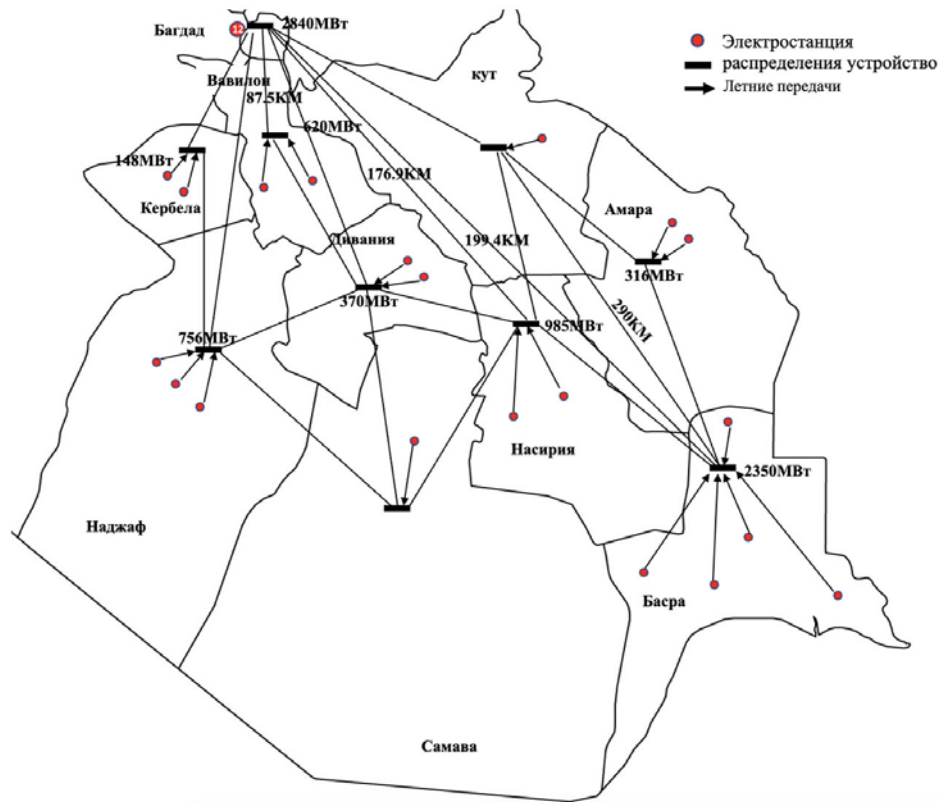 Багдад
12
2840МВт
Электростанция
распределения устройство
Летние передачи
кут
Вавилон
87.5КМ
620МВт
148МВт
176.9КМ
Кербела
Амара
Дивания
199.4КМ
316МВт
370МВт
290КМ
985МВт
756МВт
Насирия
2350МВт
Наджаф
Басра
Самава